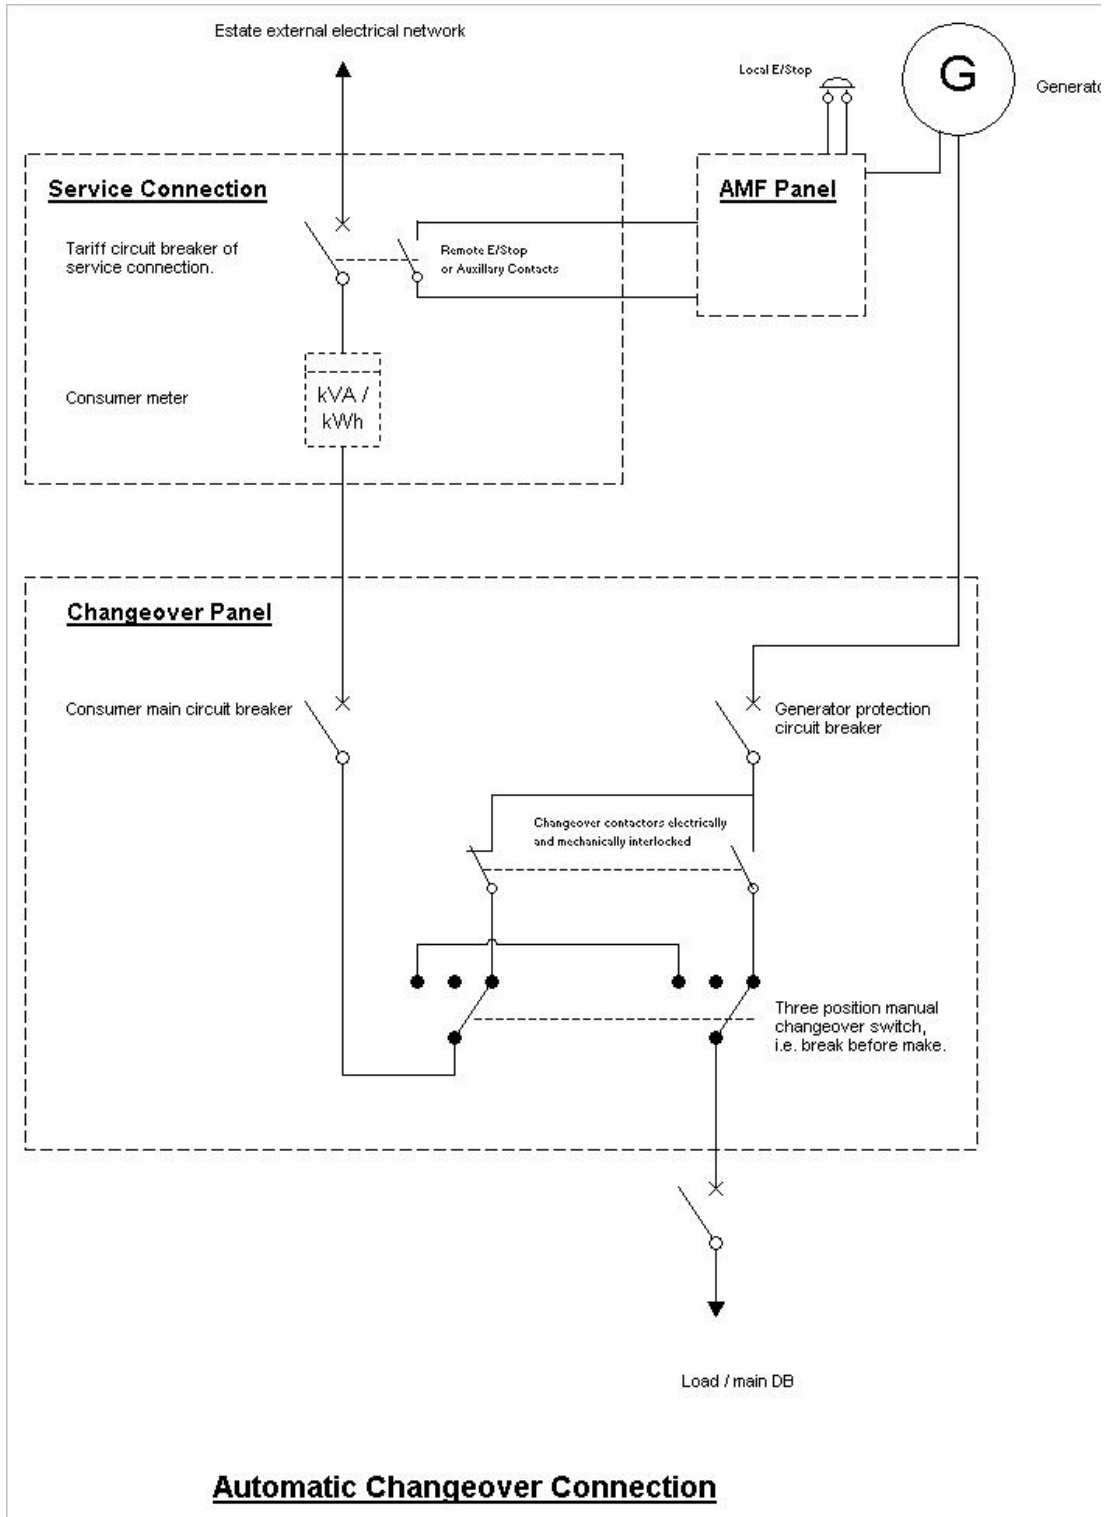 Estate external electrical network
Local E/Stop
G
Generato
Service Connection
AMF Panel
Tariff circuit breaker of
service connection.
Remote E/Stop
or Auxillary Contacts
Consumer meter
kVA /
kWh
Changeover Panel
Consumer main circuit breaker
Generator protection
circuit breaker
Changeover contactors electrically
and mechanically interlocked
Three position manual
changeover switch,
i.e. break before make.
Load / main DB
Automatic Changeover Connection